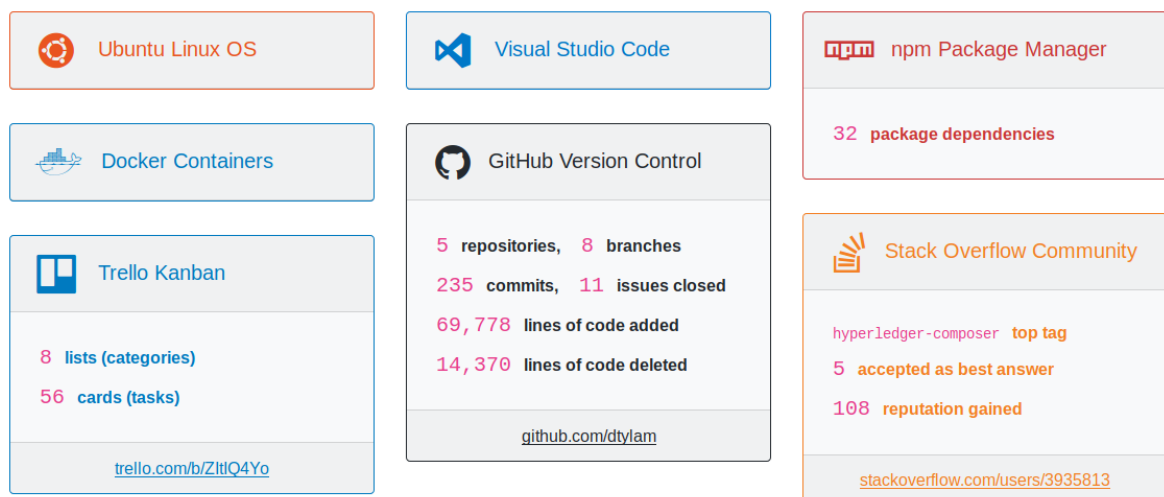 Ubuntu Linux OS
Docker Containers
Trello Kanban
8 lists (categories)
56 cards (tasks)
trello.com/b/ZItlQ4Yo
Visual Studio Code
GitHub Version Control
5 repositories, 8 branches
235 commits, 11 issues closed
69,778 lines of code added
14,370 lines of code deleted
github.com/dtylam
npm npm Package Manager
32 package dependencies
Stack Overflow Community
hyperledger-composer top tag
5 accepted as best answer
108 reputation gained
stackoverflow.com/users/3935813